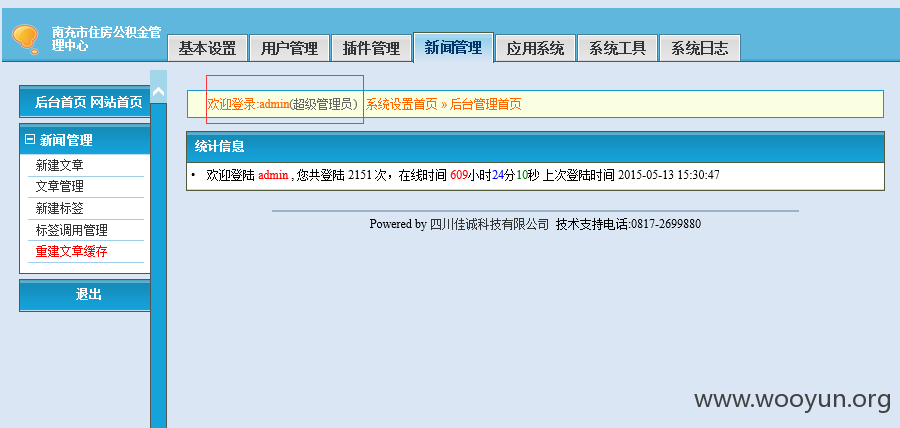 南充市住房公积金管
理中心
基本设置 用户管理 插件管理 新闻管理 应用系统 系统工具 系统日志
后台首页 网站首页
欢迎登录:admin(超级管理员) 系统设置首页 » 后台管理首页
新闻管理
统计信息
新建文章
• 欢迎登陆 admin , 您共登陆 2151 次，在线时间 609小时24分10秒 上次登陆时间 2015-05-13 15:30:47
文章管理
新建标签
标签调用管理
重建文章缓存
退出
Powered by 四川佳诚科技有限公司 技术支持电话:0817-2699880
www.wooyun.org